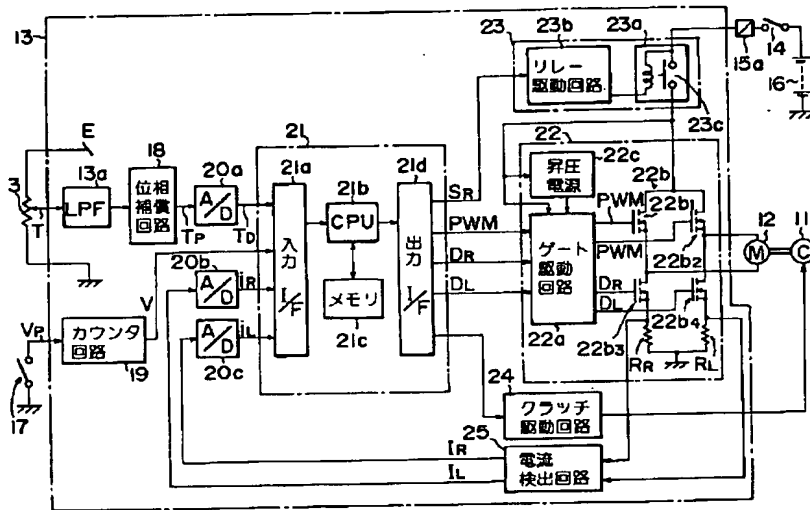 13
23
23b
23a
リレー
駆動回路
23c
15a
14
16
E
3
T
13a
LPF
18
位相
補償
回路
TP
20a
A/D
TD
21
21a
入力
I/F
21b
CPU
21c
メモリ
21d
出力
I/F
SR
PWM
DR
DL
22
22c
昇圧
電源
22b
22b1
PWM
PWM
22b2
ゲート
駆動
回路
22a
DR
DL
22b3
22b4
RR
RL
12
M
11
C
20b
A/D
iR
V
A/D
iL
20c
VP
17
カウンタ
回路
19
24
クラッチ
駆動回路
25
電流
検出回路
IR
IL